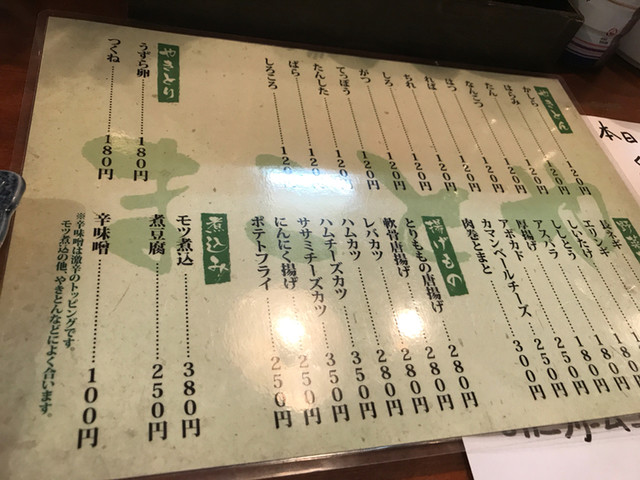 やきとん
かしら 120円
はらみ 120円
たん 120円
なんこつ 120円
はつ 120円
れば 120円
ちれ 120円
しろ 120円
がつ 120円
てっぽう 120円
たんした 120円
ばら 120円
しろころ 120円
やきとり
うずら卵 180円
つくね 180円
長ネギ 180円
エリンギ 180円
しいたけ 180円
ししとう
アスパラ
厚揚げ 250円
アボカド 250円
カマンベールチーズ 300円
肉巻とまと
揚げもの
とりももの唐揚げ 280円
軟骨唐揚げ 280円
レバカツ 280円
ハムカツ 280円
ハムチーズカツ 350円
ササミチーズカツ 350円
にんにく揚げ 250円
ポテトフライ 250円
煮込み
モツ煮込 380円
煮豆腐 250円
辛味噌 100円
※辛味噌は激辛のトッピングです。
モツ煮込の他、やきとんなどによく合います。
本日